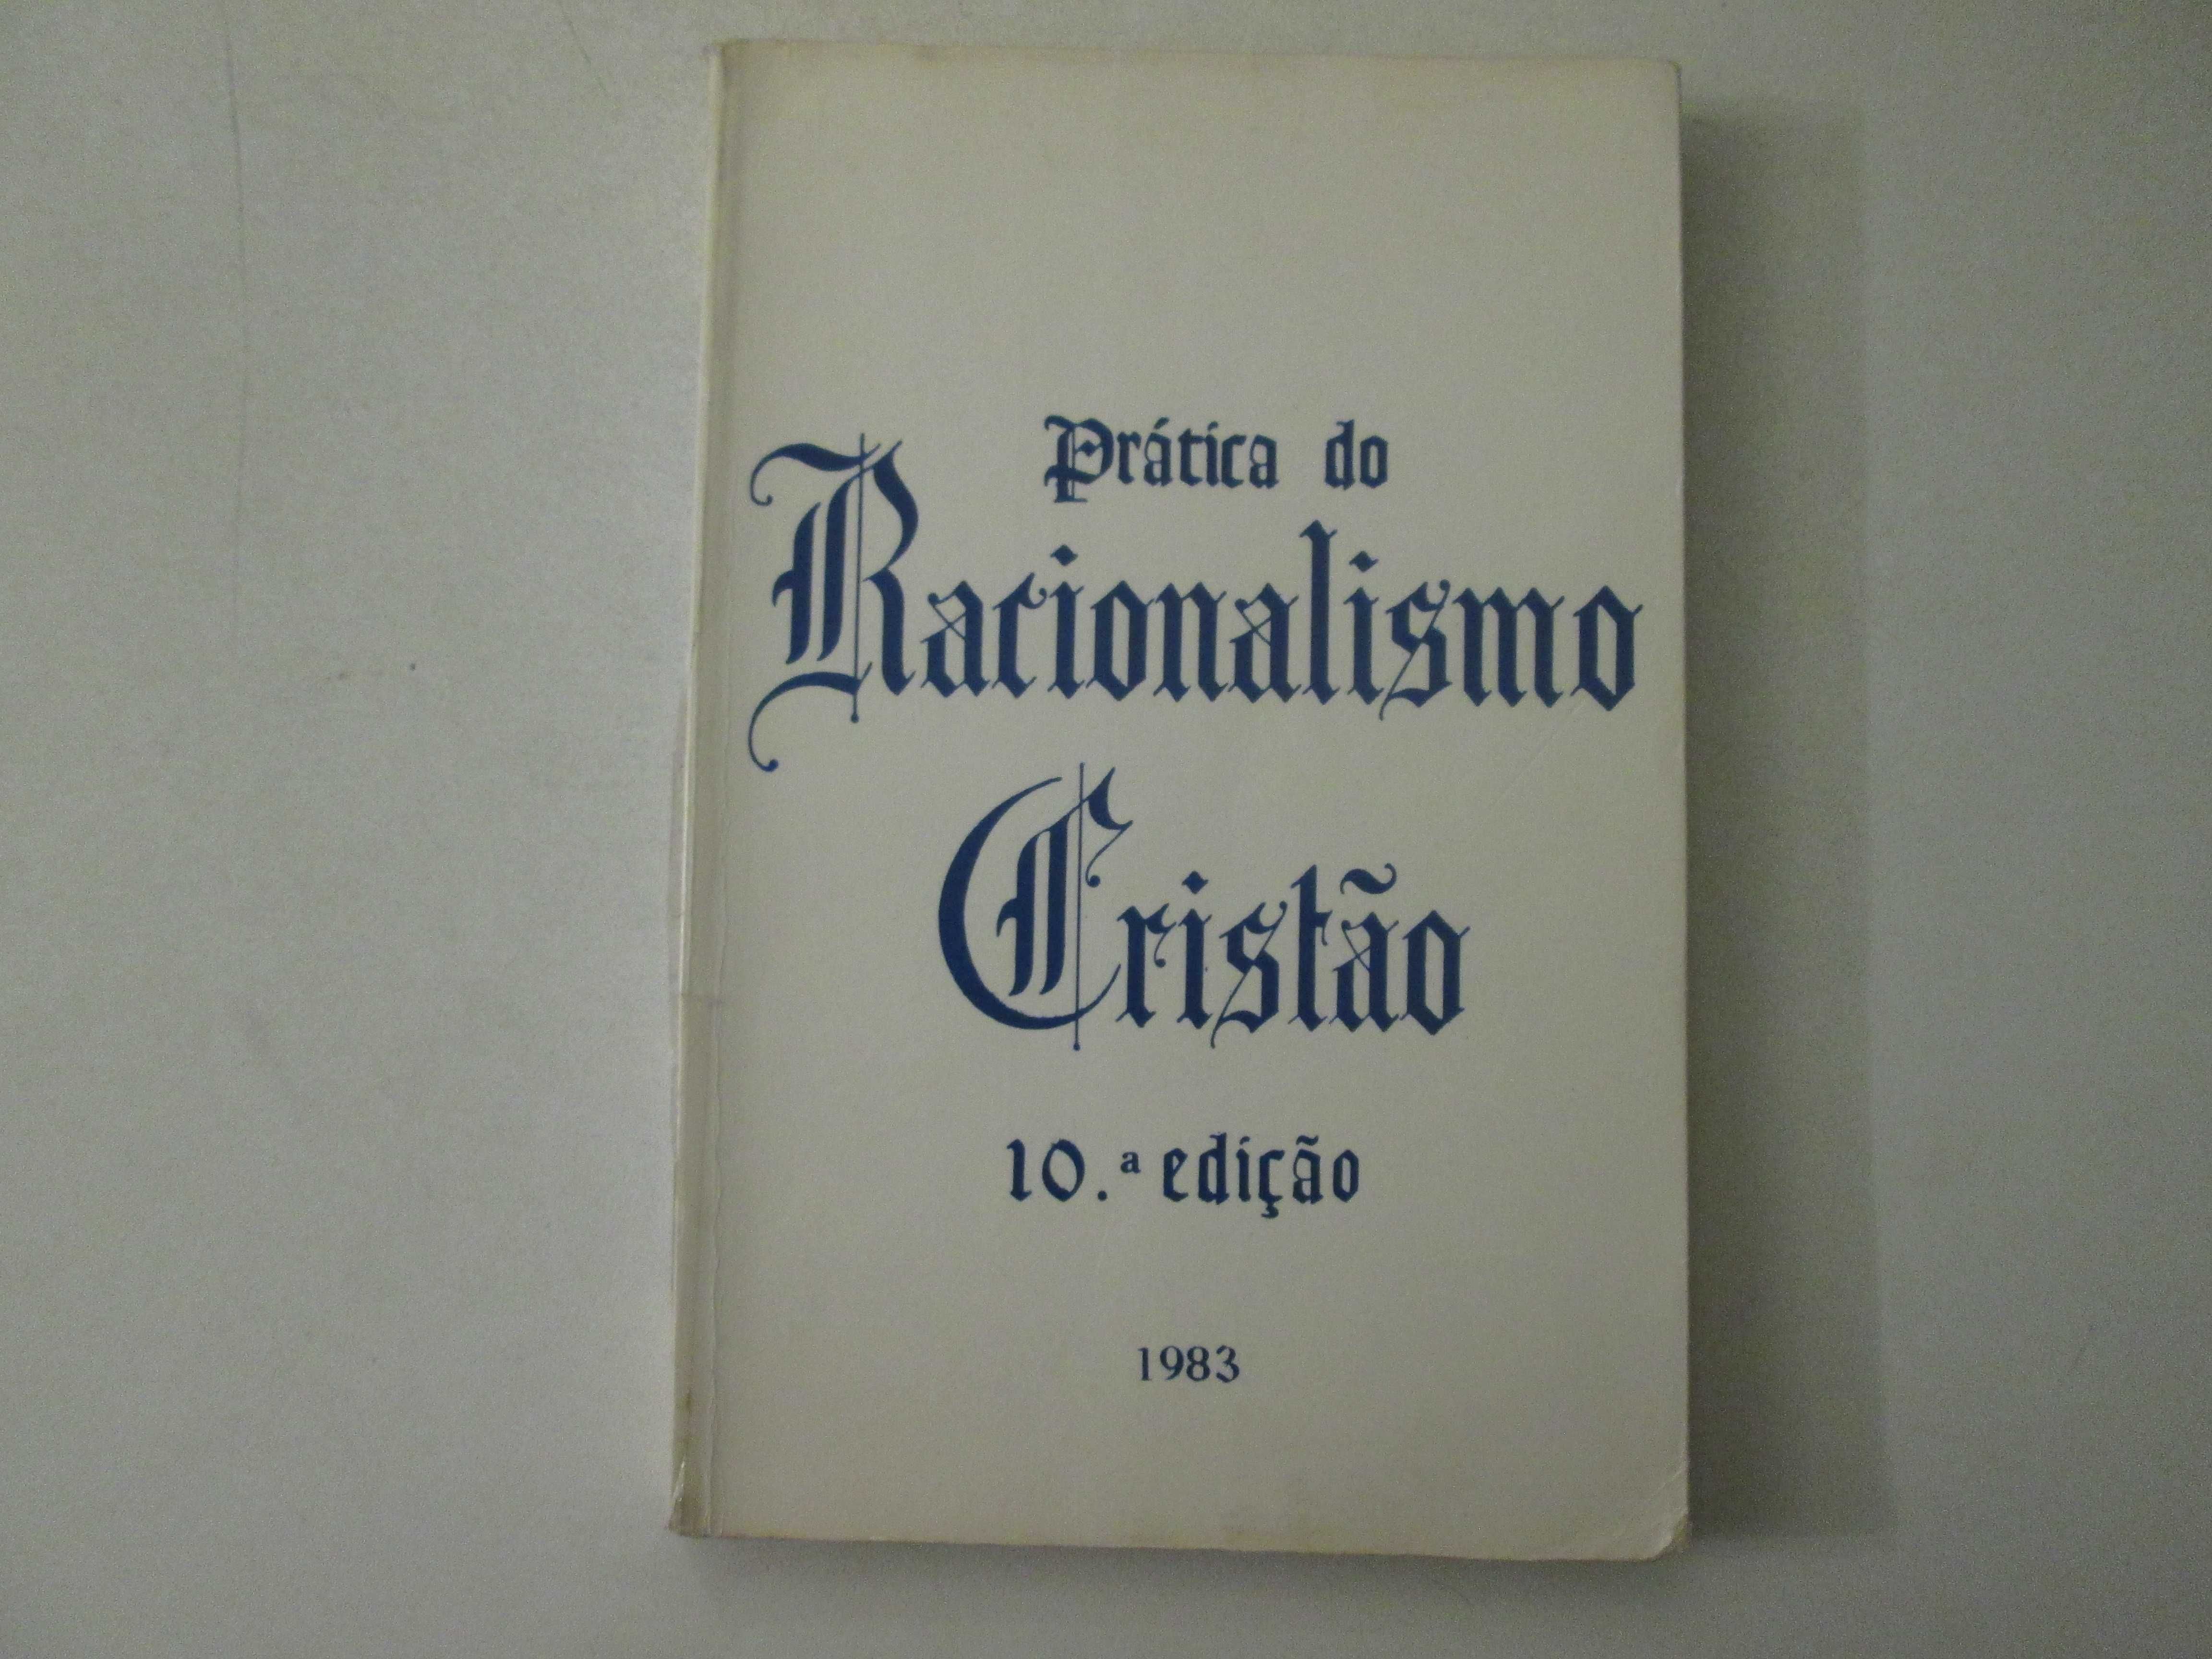 Prática do
Racionalismo
Cristão
10.ª edição
1983